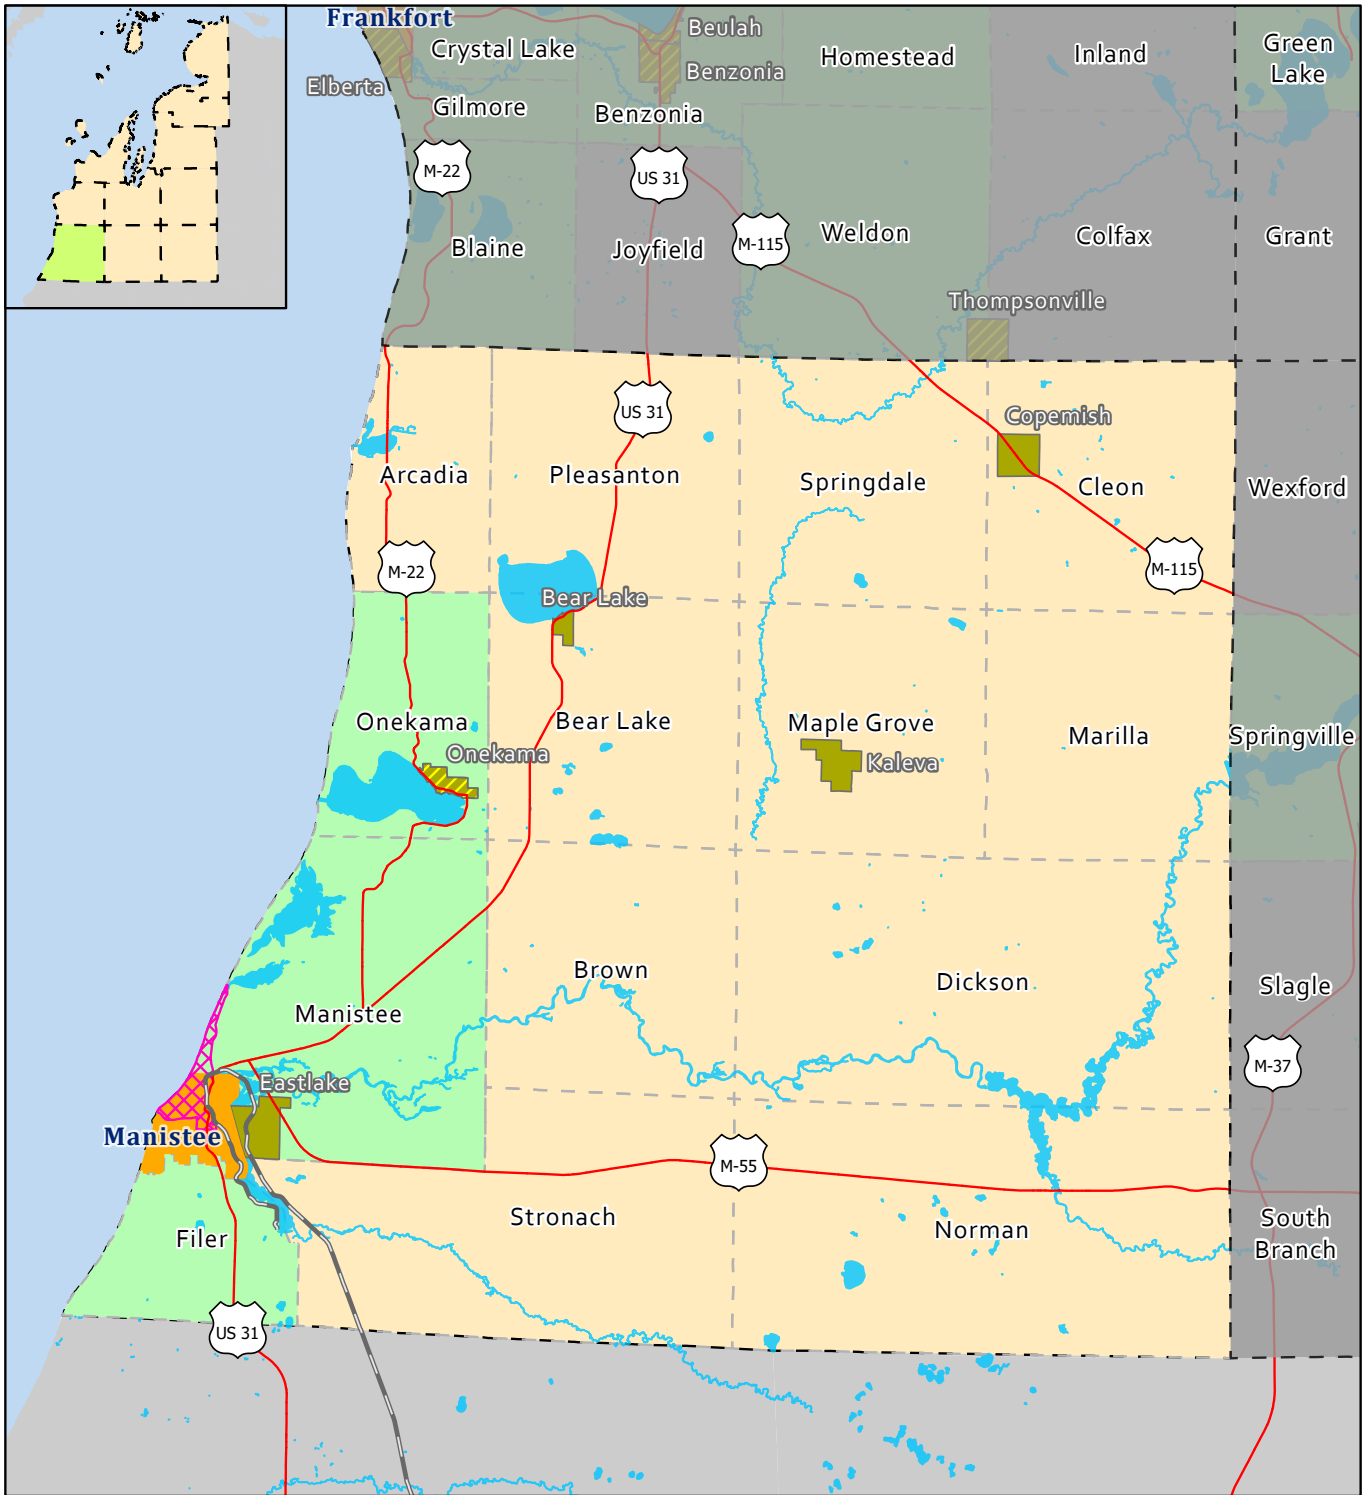 Frankfort
Crystal Lake
Beulah
Homestead
Inland
Green
Lake
Elberta
Benzonia
Gilmore
Benzonia
M-22
US 31
Blaine
Joyfield
M-115
Weldon
Colfax
Grant
Thompsonville
US 31
Copemish
Arcadia
Pleasanton
Springdale
Cleon
Wexford
M-22
M-115
Bear Lake
Onekama
Bear Lake
Maple Grove
Marilla
Springville
Onekama
Kaleva
Brown
Dickson
Slagle
Manistee
M-37
Eastlake
Manistee
M-55
Stronach
Norman
South
Branch
Filer
US 31